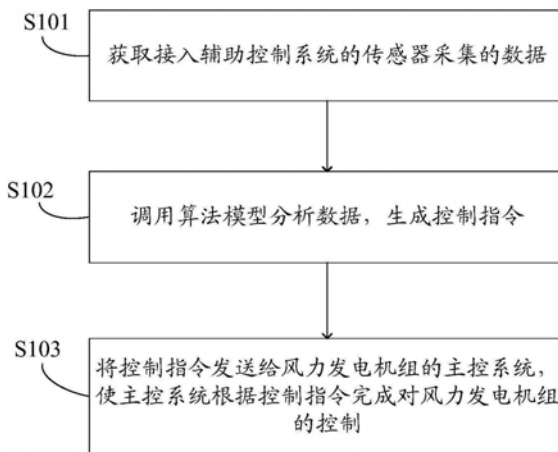 S101
获取接入辅助控制系统的传感器采集的数据
S102
调用算法模型分析数据，生成控制指令
S103
将控制指令发送给风力发电机组的主控系统，
使主控系统根据控制指令完成对风力发电机组
的控制